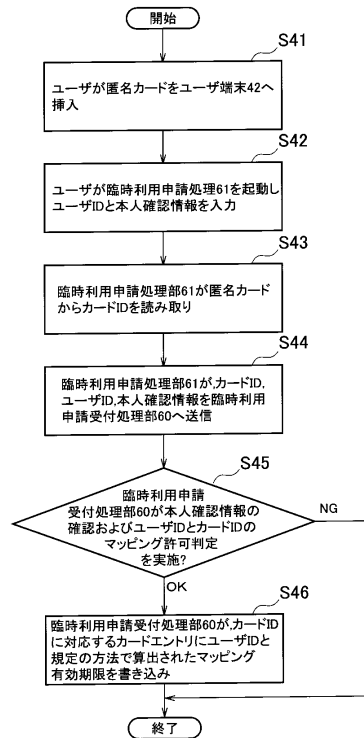 開始
S41
ユーザが匿名カードをユーザ端末42へ
挿入
S42
ユーザが臨時利用申請処理61を起動し
ユーザIDと本人確認情報を入力
S43
臨時利用申請処理部61が匿名カード
からカードIDを読み取り
S44
臨時利用申請処理部61が,カードID,
ユーザID,本人確認情報を臨時利用
申請受付処理部60へ送信
S45
臨時利用申請
受付処理部60が本人確認情報の
確認およびユーザIDとカードIDの
マッピング許可判定
を実施?
NG
OK
S46
臨時利用申請受付処理部60が,カードID
に対応するカードエントリにユーザIDと
規定の方法で算出されたマッピング
有効期限を書き込み
終了